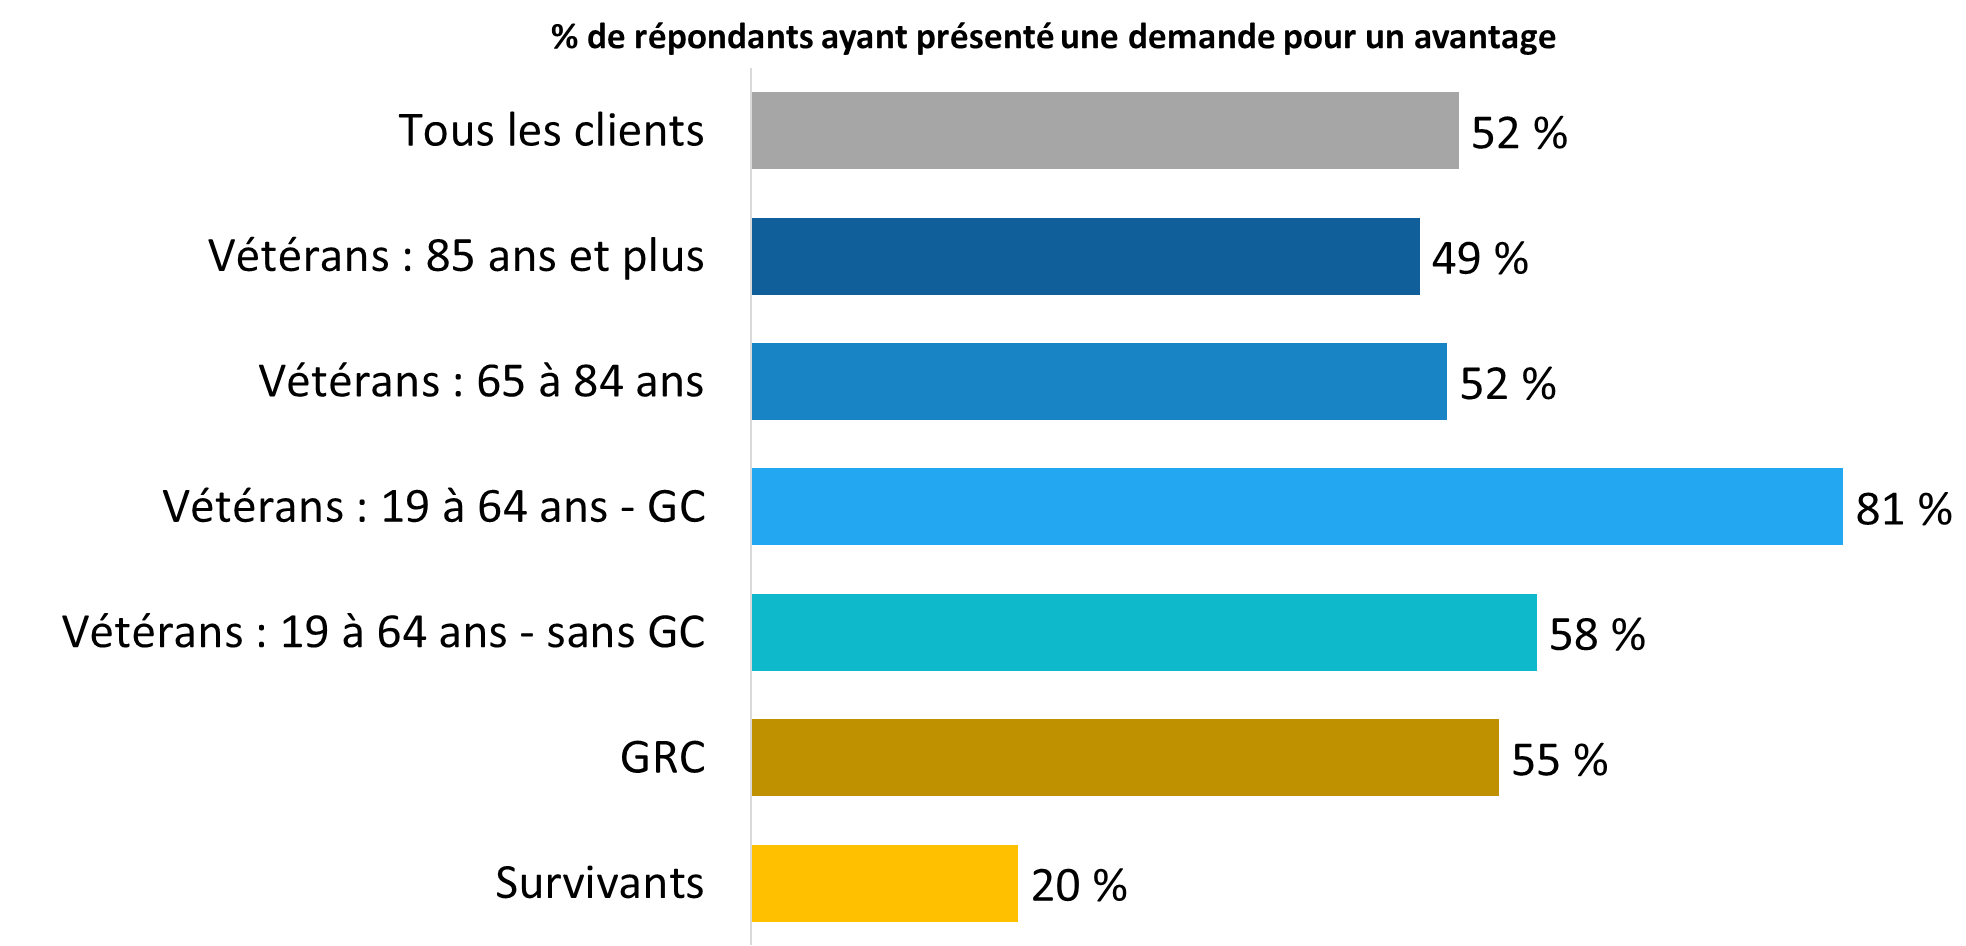 % de répondants ayant présenté une demande pour un avantage
Tous les clients 52 %
Vétérans : 85 ans et plus 49 %
Vétérans : 65 à 84 ans 52 %
Vétérans : 19 à 64 ans - GC 81 %
Vétérans : 19 à 64 ans - sans GC 58 %
GRC 55 %
Survivants 20 %